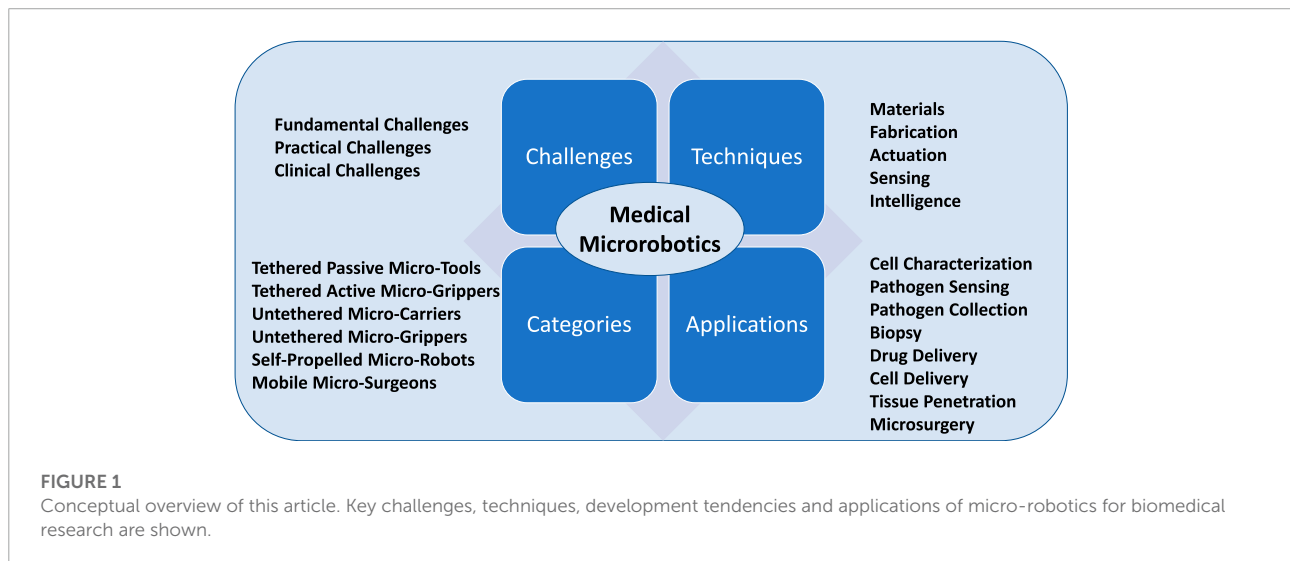 Fundamental Challenges
Practical Challenges
Clinical Challenges
Challenges
Techniques
Materials
Fabrication
Actuation
Sensing
Intelligence
Medical
Microrobotics
Tethered Passive Micro-Tools
Tethered Active Micro-Grippers
Untethered Micro-Carriers
Untethered Micro-Grippers
Self-Propelled Micro-Robots
Mobile Micro-Surgeons
Categories
Applications
Cell Characterization
Pathogen Sensing
Pathogen Collection
Biopsy
Drug Delivery
Cell Delivery
Tissue Penetration
Microsurgery
FIGURE 1
Conceptual overview of this article. Key challenges, techniques, development tendencies and applications of micro-robotics for biomedical
research are shown.